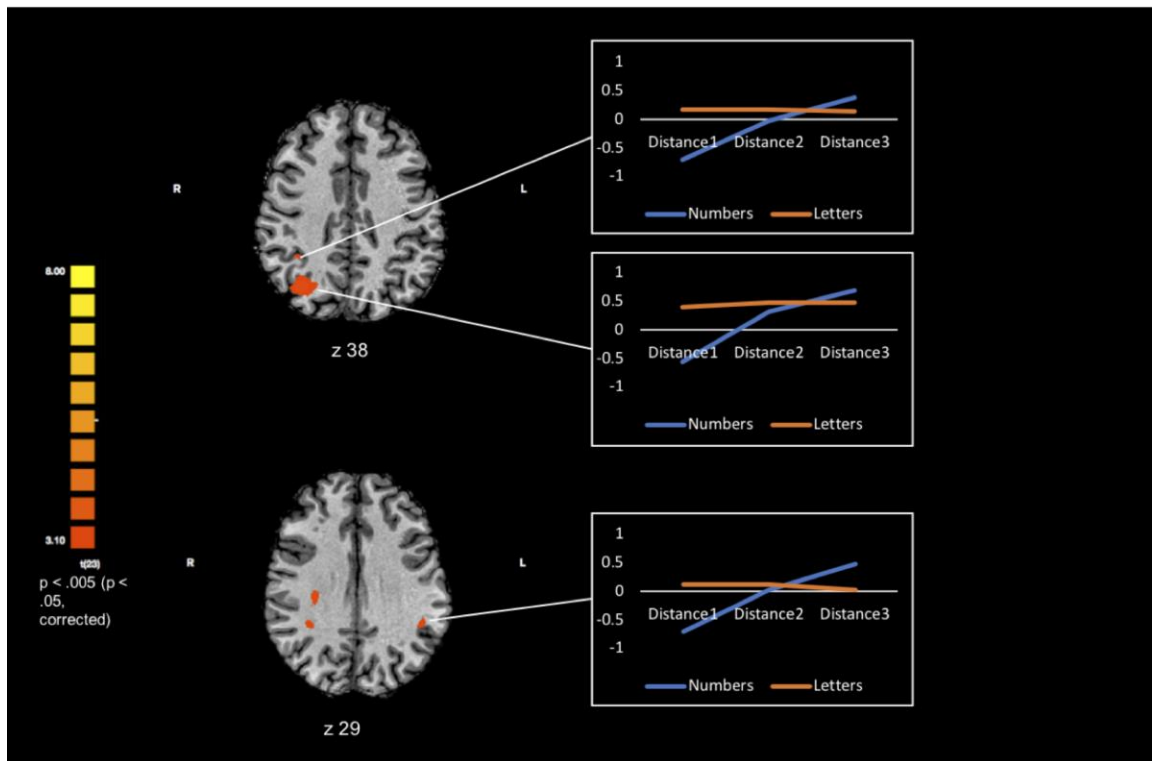 1
0.5
0
Distance1 Distance2 Distance3
-0.5
-1
Numbers Letters
R L
8.00
1
0.5
0
Distance1 Distance2 Distance3
-0.5
-1
Numbers Letters
z 38
3.10
t(23)
p < .005 (p <
.05,
corrected)
R L
1
0.5
0
Distance1 Distance2 Distance3
-0.5
-1
Numbers Letters
z 29